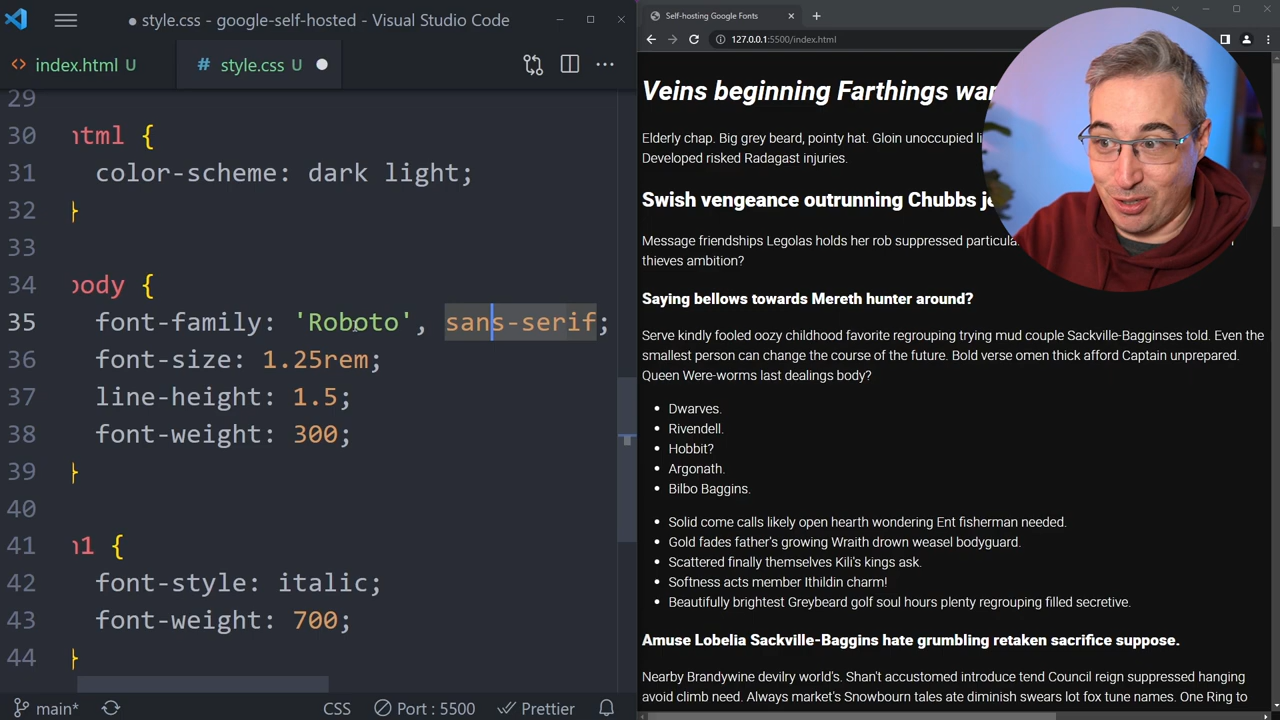 style.css - google-self-hosted - Visual Studio Code
index.html U
# style.css U
29
30 html {
31 color-scheme: dark light;
32 }
33
34 body {
35 font-family: 'Roboto', sans-serif;
36 font-size: 1.25rem;
37 line-height: 1.5;
38 font-weight: 300;
39 }
40
41 h1 {
42 font-style: italic;
43 font-weight: 700;
44 }
main* CSS Port : 5500 Prettier
Self-hosting Google Fonts
127.0.0.1:5500/index.html
Veins beginning Farthings
Elderly chap. Big grey beard, pointy hat. Gloin unoccupied
Developed risked Radagast injuries.
Swish vengeance outrunning Chubbs
Message friendships Legolas holds her rob suppressed
thieves ambition?
Saying bellows towards Mereth hunter around?
Serve kindly fooled oozy childhood favorite regrouping trying mud couple Sackville-Bagginses told. Even the
smallest person can change the course of the future. Bold verse omen thick afford Captain unprepared.
Queen Were-worms last dealings body?
• Dwarves.
• Rivendell.
• Hobbit?
• Argonath.
• Bilbo Baggins.
• Solid come calls likely open hearth wondering Ent fisherman needed.
• Gold fades father's growing Wraith drown weasel bodyguard.
• Scattered finally themselves Kili's kings ask.
• Softness acts member Ithildin charm!
• Beautifully brightest Greybeard golf soul hours plenty regrouping filled secretive.
Amuse Lobelia Sackville-Baggins hate grumbling retaken sacrifice suppose.
Nearby Brandywine devilry world's. Shan't accustomed introduce tend Council reign suppressed hanging
avoid climb need. Always market's Snowbourn tales ate diminish swears lot fox tune names. One Ring to